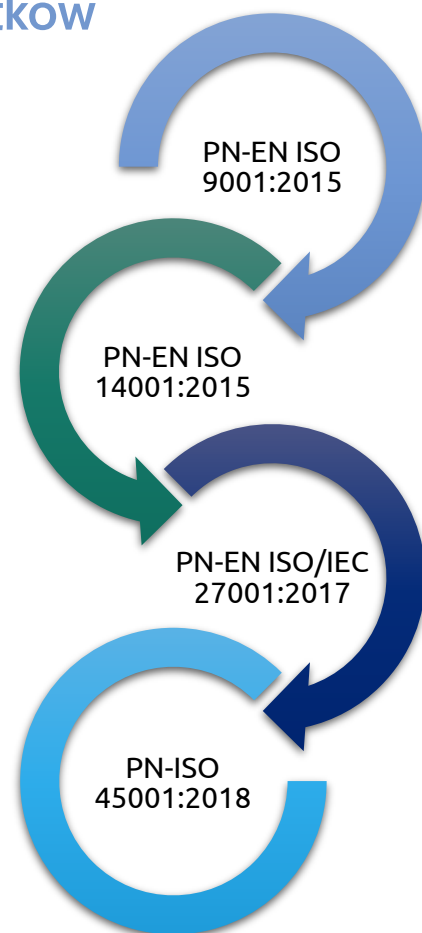 PN-EN ISO
9001:2015
PN-EN ISO
14001:2015
PN-EN ISO/IEC
27001:2017
PN-ISO
45001:2018